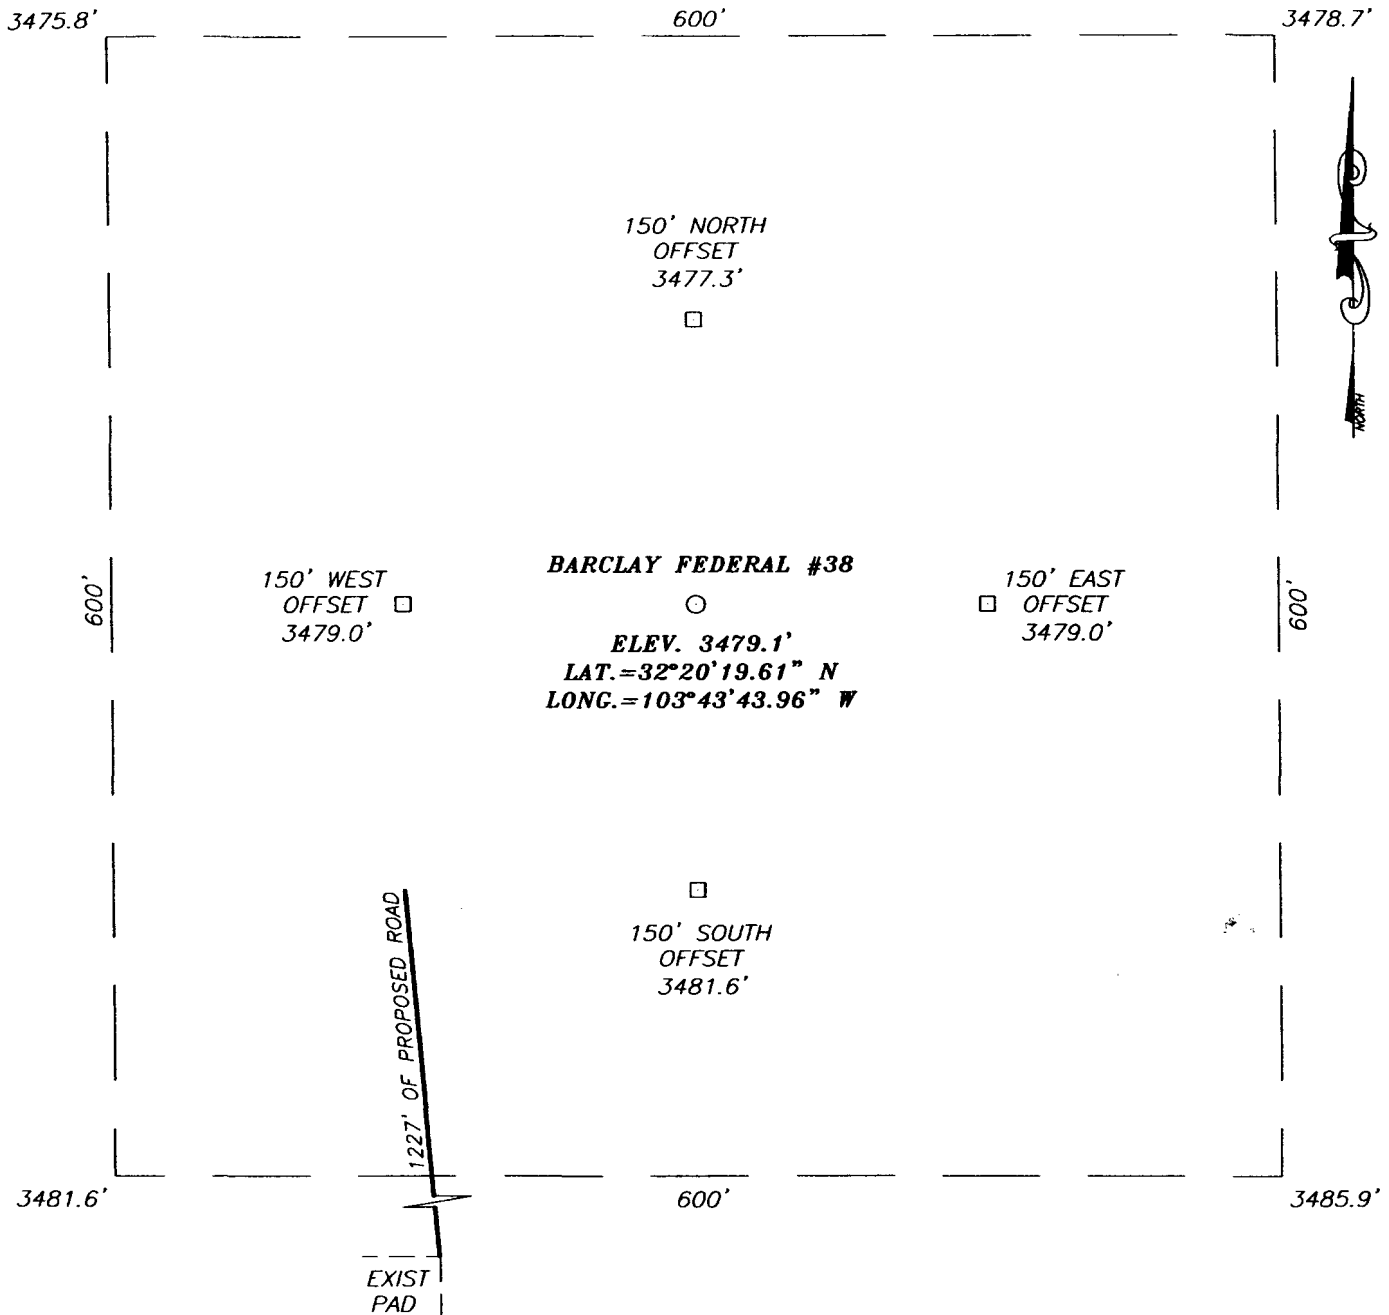 3475.8'
600'
3478.7'
150' NORTH
OFFSET
3477.3'
NORTH
600'
150' WEST
OFFSET
3479.0'
BARCLAY FEDERAL #38
ELEV. 3479.1'
LAT.=32°20'19.61" N
LONG.=103°43'43.96" W
150' EAST
OFFSET
3479.0'
600'
150' SOUTH
OFFSET
3481.6'
1227' OF PROPOSED ROAD
3481.6'
600'
3485.9'
EXIST
PAD